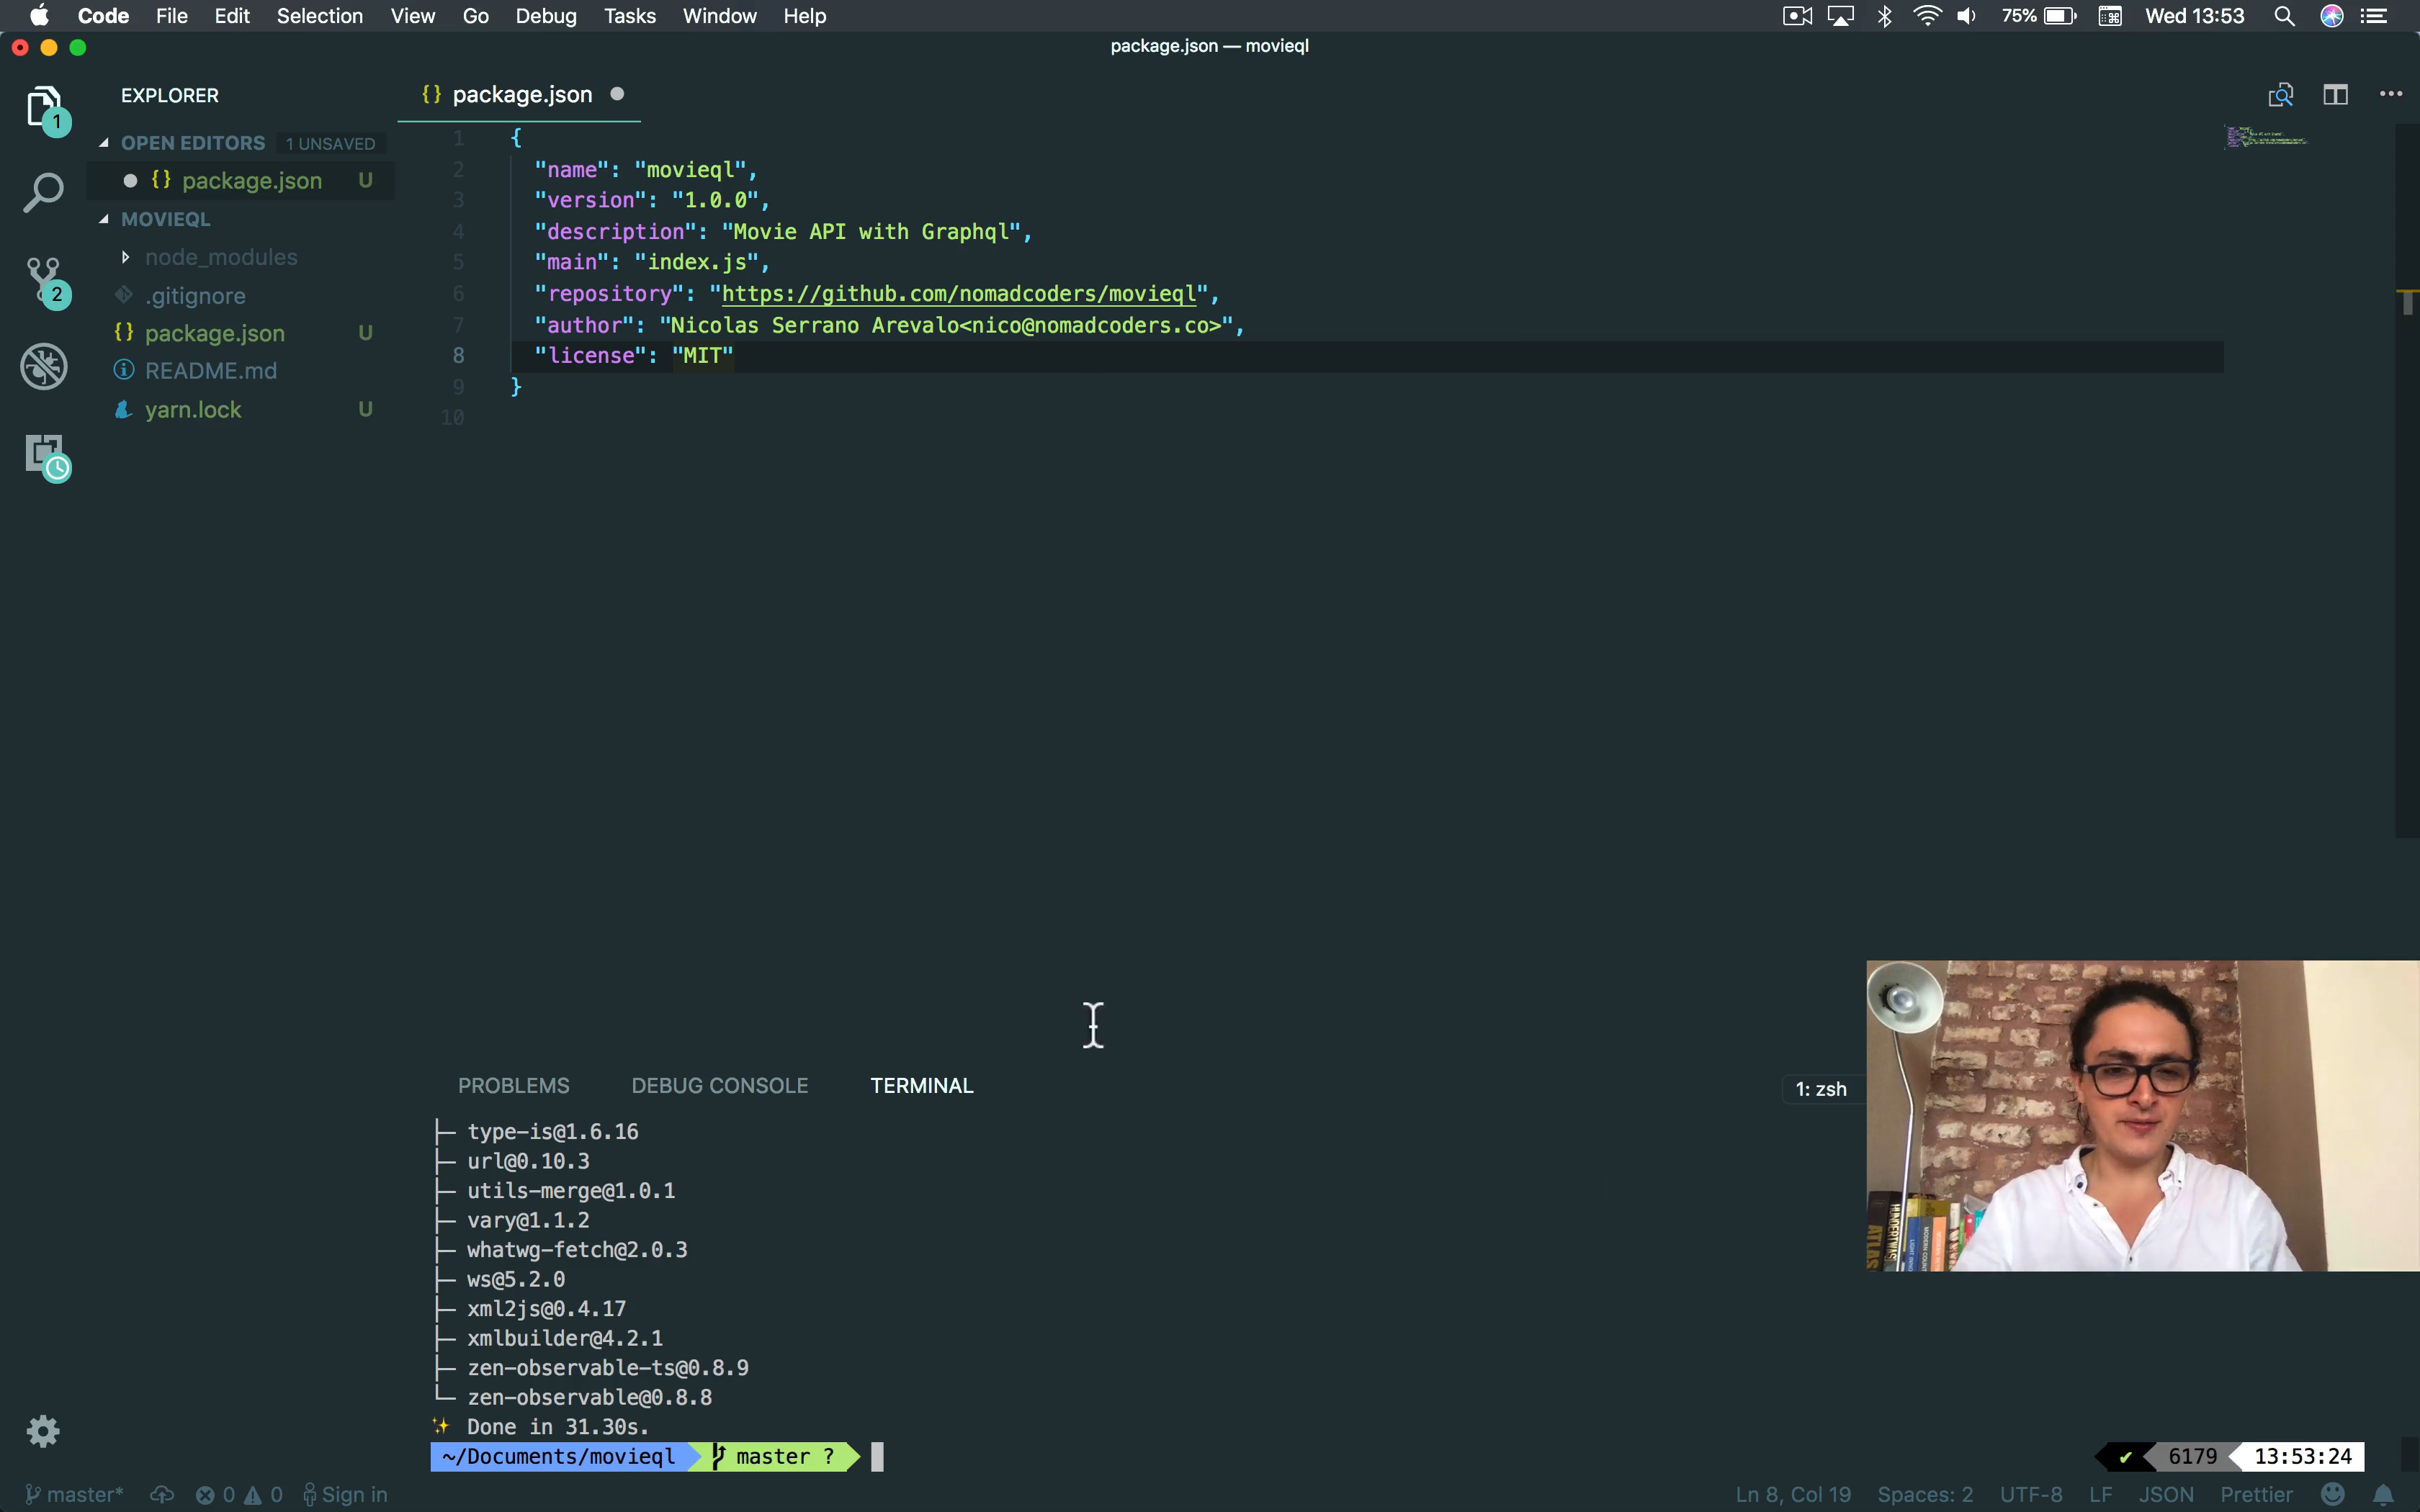 Code File Edit Selection View Go Debug Tasks Window Help 75% Wed 13:53
package.json — movieql
EXPLORER
1
OPEN EDITORS 1 UNSAVED
{} package.json U
MOVIEQL
node_modules
.gitignore
2
{} package.json U
README.md
yarn.lock U
{} package.json
1 {
2 "name": "movieql",
3 "version": "1.0.0",
4 "description": "Movie API with Graphql",
5 "main": "index.js",
6 "repository": "https://github.com/nomadcoders/movieql",
7 "author": "Nicolas Serrano Arevalo<nico@nomadcoders.co>",
8 "license": "MIT"
9 }
10
PROBLEMS DEBUG CONSOLE TERMINAL 1: zsh
├─ type-is@1.6.16
├─ url@0.10.3
├─ utils-merge@1.0.1
├─ vary@1.1.2
├─ whatwg-fetch@2.0.3
├─ ws@5.2.0
├─ xml2js@0.4.17
├─ xmlbuilder@4.2.1
├─ zen-observable-ts@0.8.9
└─ zen-observable@0.8.8
✨ Done in 31.30s.
~/Documents/movieql master ? ✔ 6179 13:53:24
master* 0 0 Sign in Ln 8, Col 19 Spaces: 2 UTF-8 LF JSON Prettier
ATLAS